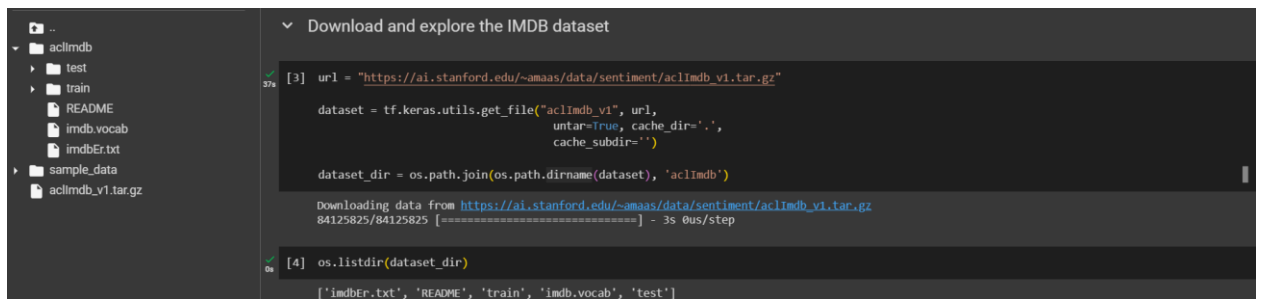 ..
aclImdb
test
train
README
imdb.vocab
imdbEr.txt
sample_data
aclImdb_v1.tar.gz
Download and explore the IMDB dataset
37s
[3] url = "https://ai.stanford.edu/~amaas/data/sentiment/aclImdb_v1.tar.gz"
dataset = tf.keras.utils.get_file("aclImdb_v1", url,
untar=True, cache_dir='.',
cache_subdir='')
dataset_dir = os.path.join(os.path.dirname(dataset), 'aclImdb')
Downloading data from https://ai.stanford.edu/~amaas/data/sentiment/aclImdb_v1.tar.gz
84125825/84125825 [==============================] - 3s 0us/step
0s
[4] os.listdir(dataset_dir)
['imdbEr.txt', 'README', 'train', 'imdb.vocab', 'test']